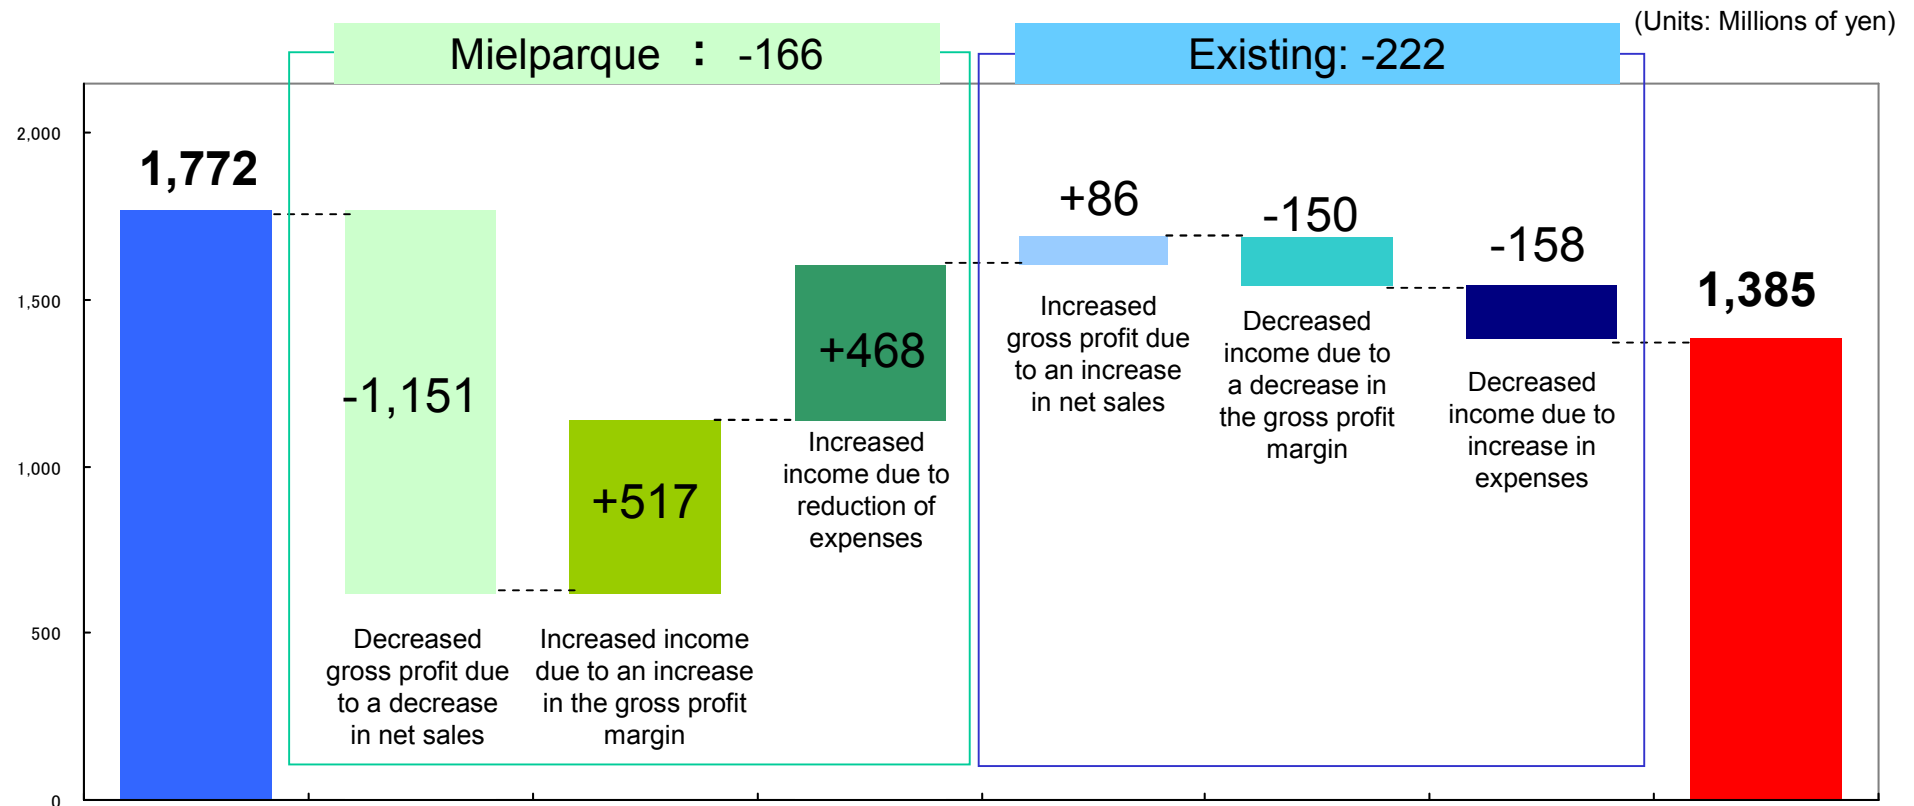 (Units: Millions of yen)
Mielparque : -166
Existing: -222
2,000
1,500
1,000
500
0
1,772
-1,151
Decreased
gross profit due
to a decrease
in net sales
+517
Increased income
due to an increase
in the gross profit
margin
+468
Increased
income due to
reduction of
expenses
+86
Increased
gross profit due
to an increase
in net sales
-150
Decreased
income due to
a decrease in
the gross profit
margin
-158
Decreased
income due to
increase in
expenses
1,385